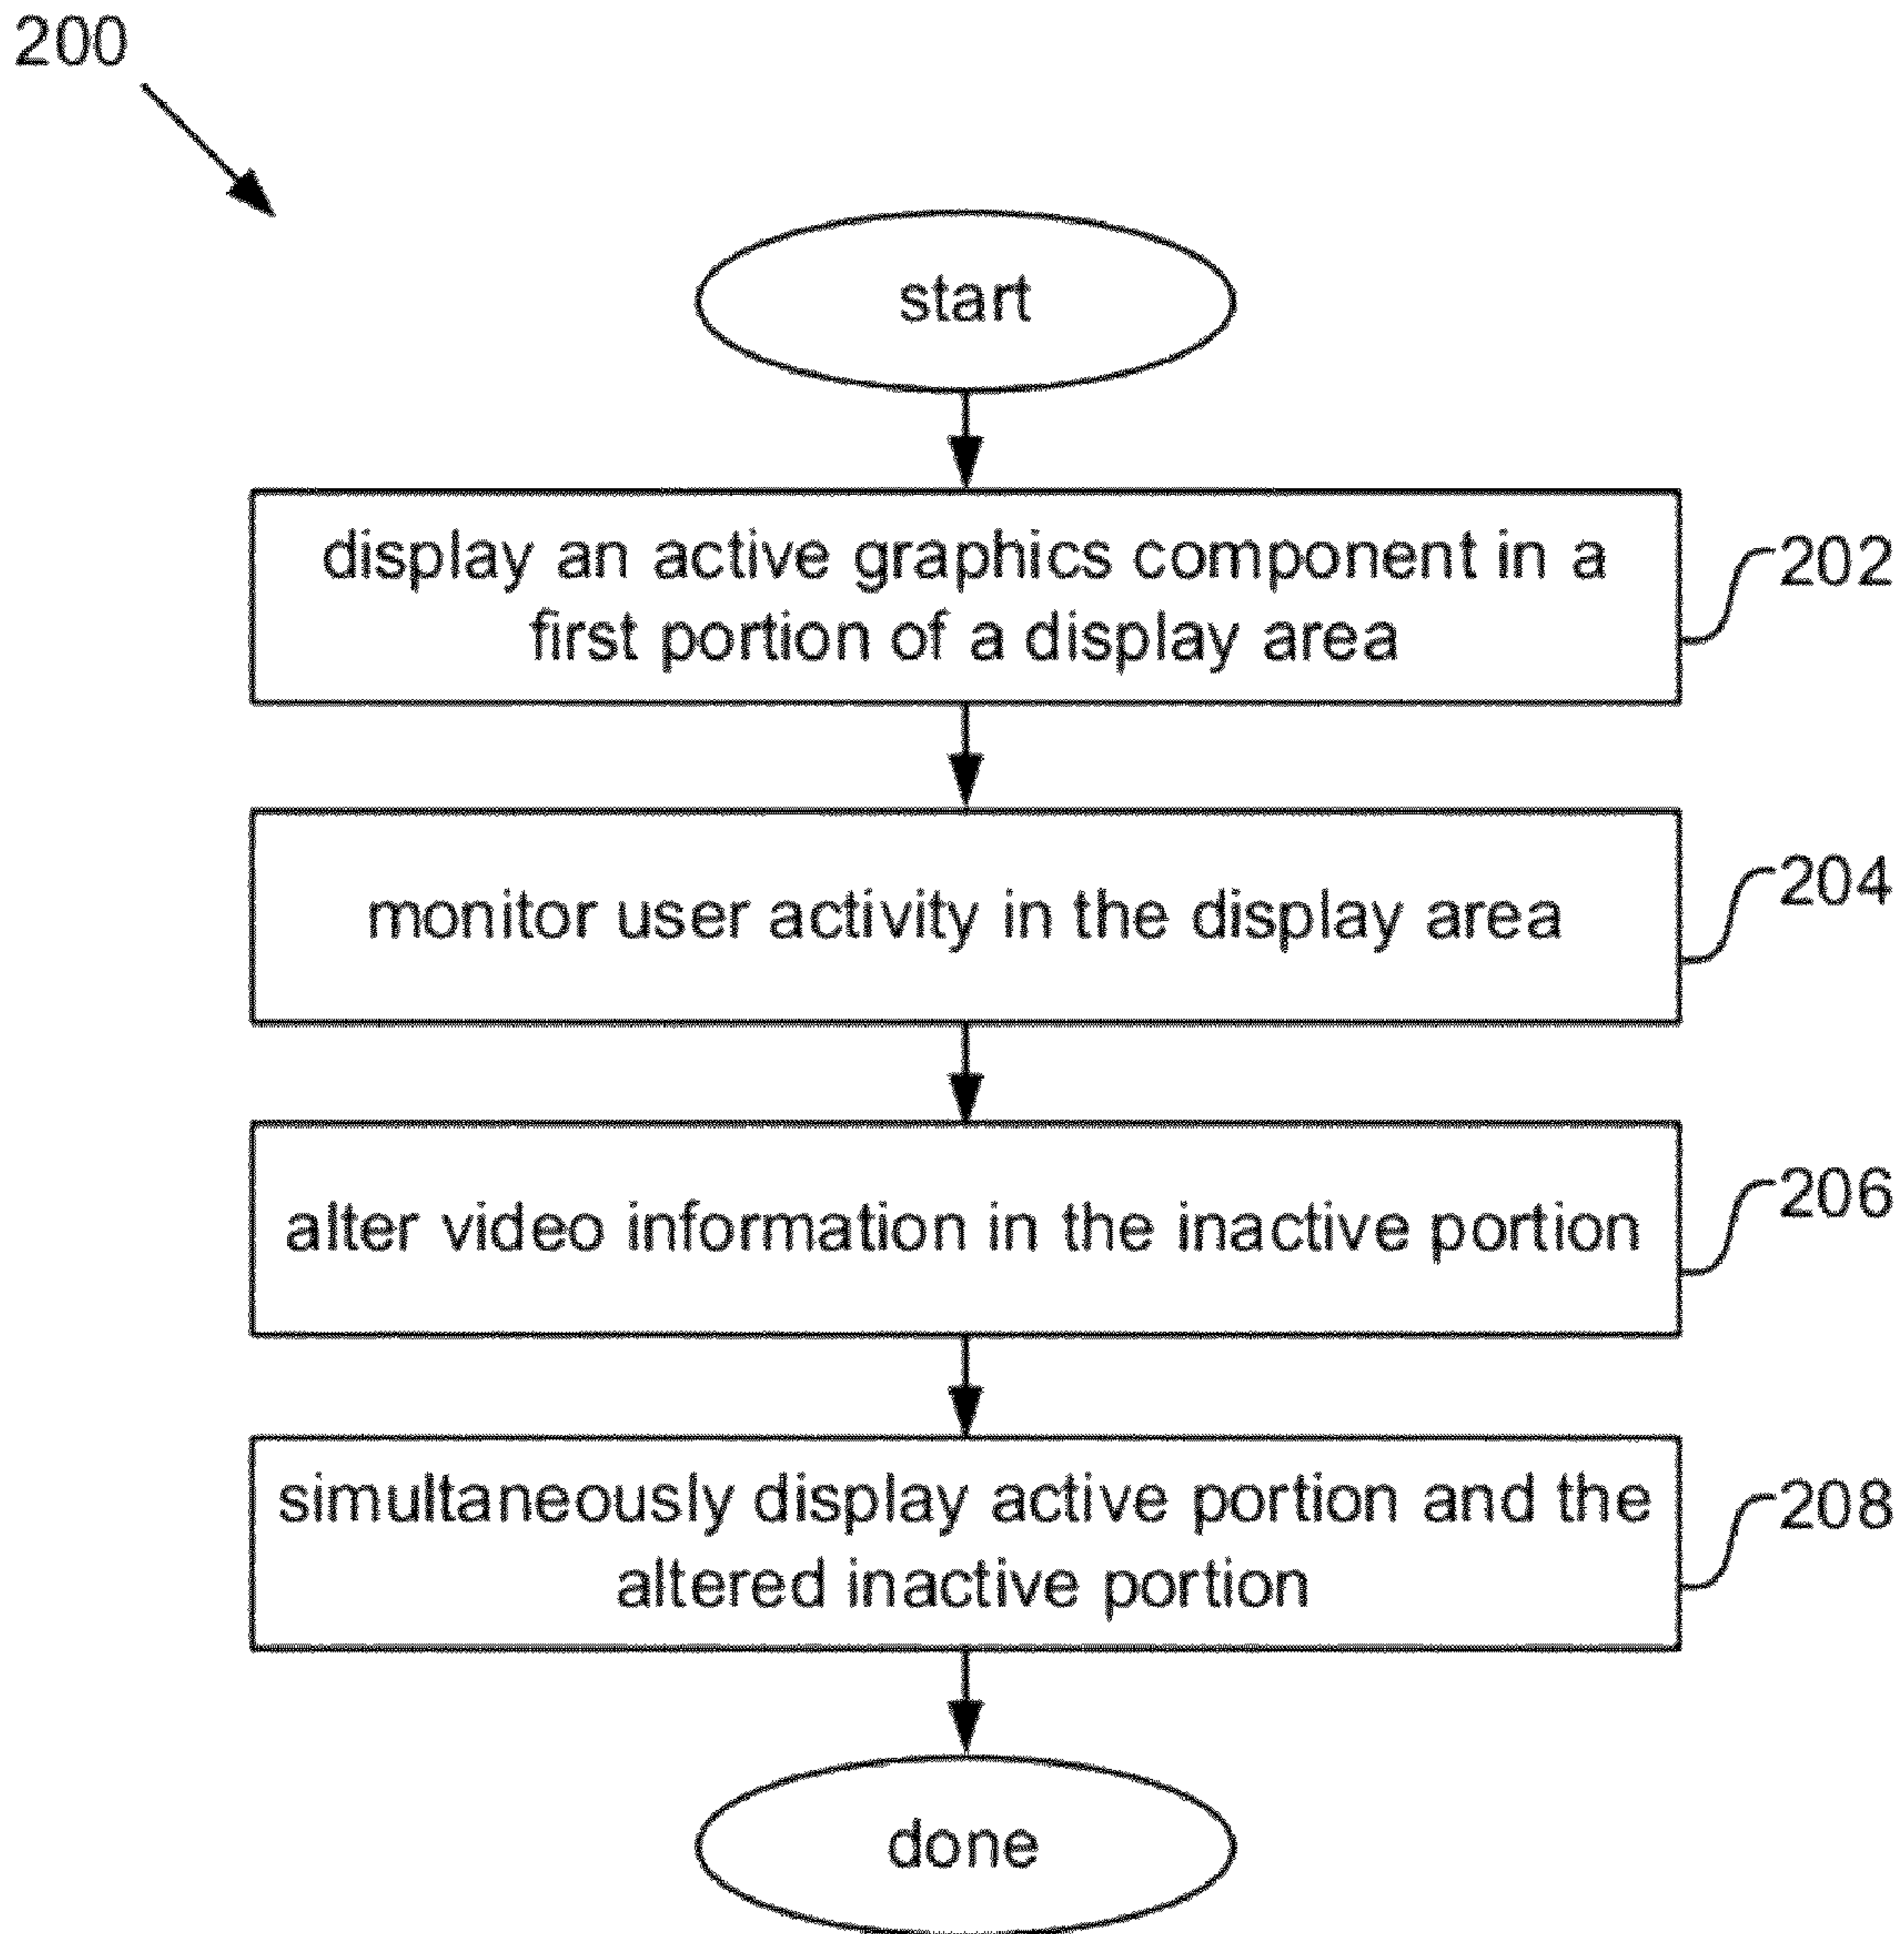 200
start
display an active graphics component in a
first portion of a display area
202
monitor user activity in the display area
204
alter video information in the inactive portion
206
simultaneously display active portion and the
altered inactive portion
208
done